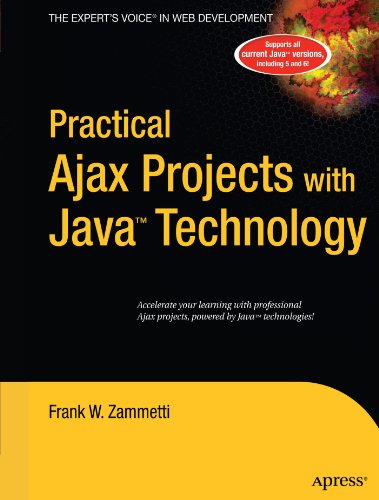 THE EXPERT'S VOICE® IN WEB DEVELOPMENT
Supports all
current Java™ versions,
including 5 and 6!
Practical
Ajax Projects with
Java™ Technology
Accelerate your learning with professional
Ajax projects, powered by Java™ technologies!
Frank W. Zammetti
Apress®